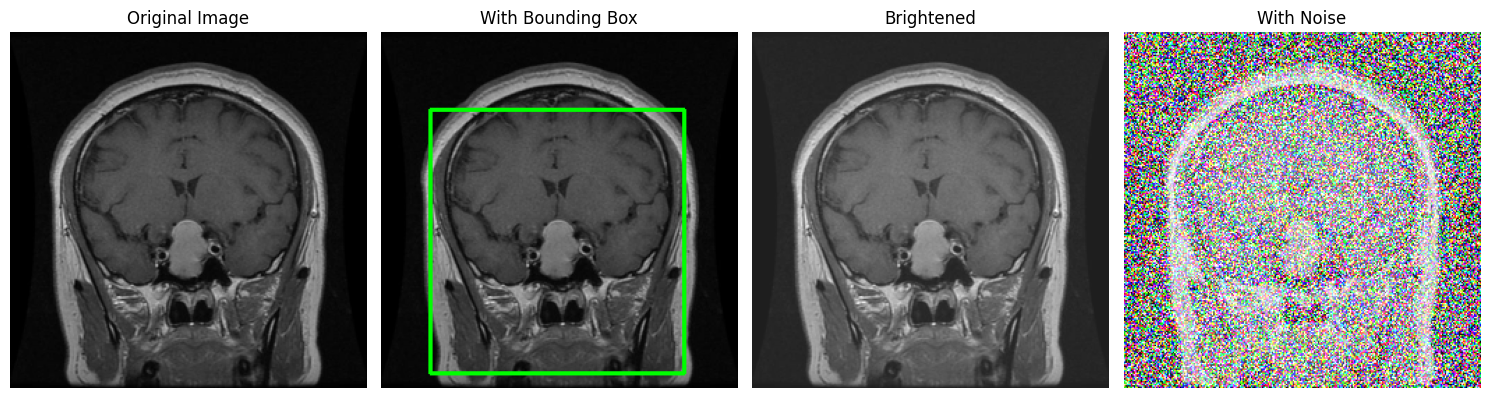 Original Image
With Bounding Box
Brightened
With Noise